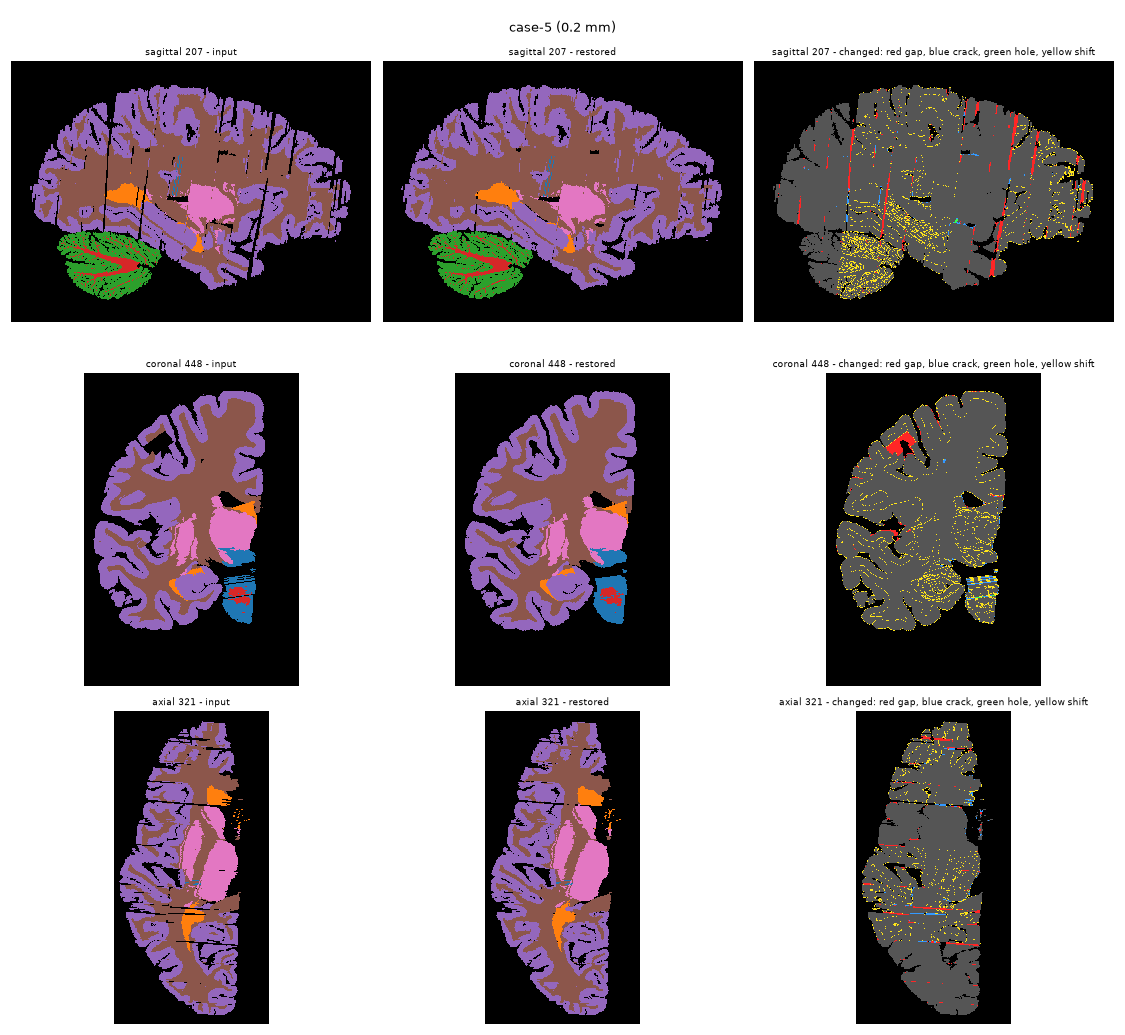 case-5 (0.2 mm)
sagittal 207 - input
sagittal 207 - restored
sagittal 207 - changed: red gap, blue crack, green hole, yellow shift
coronal 448 - input
coronal 448 - restored
coronal 448 - changed: red gap, blue crack, green hole, yellow shift
axial 321 - input
axial 321 - restored
axial 321 - changed: red gap, blue crack, green hole, yellow shift